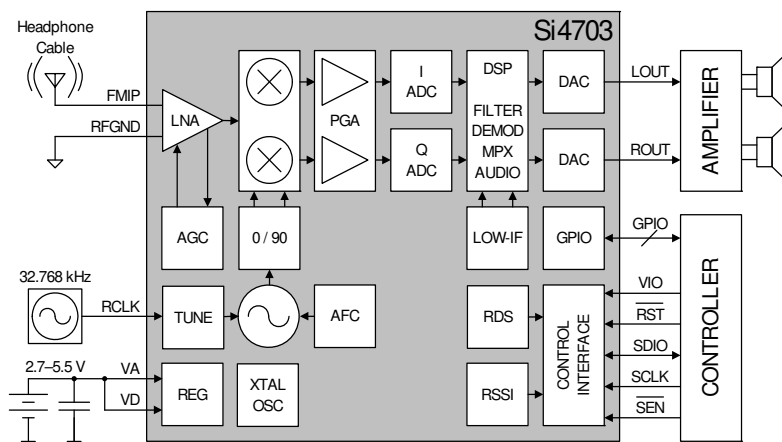 Si4703
Headphone
Cable
FMIP
RFGND
LNA
PGA
I
ADC
Q
ADC
DSP
FILTER
DEMOD
MPX
AUDIO
DAC
DAC
LOUT
ROUT
AMPLIFIER
AGC
0 / 90
LOW-IF
GPIO
GPIO
32.768 kHz
RCLK
TUNE
AFC
RDS
CONTROL
INTERFACE
VIO
RST
SDIO
SCLK
SEN
CONTROLLER
2.7–5.5 V
VA
VD
REG
XTAL
OSC
RSSI